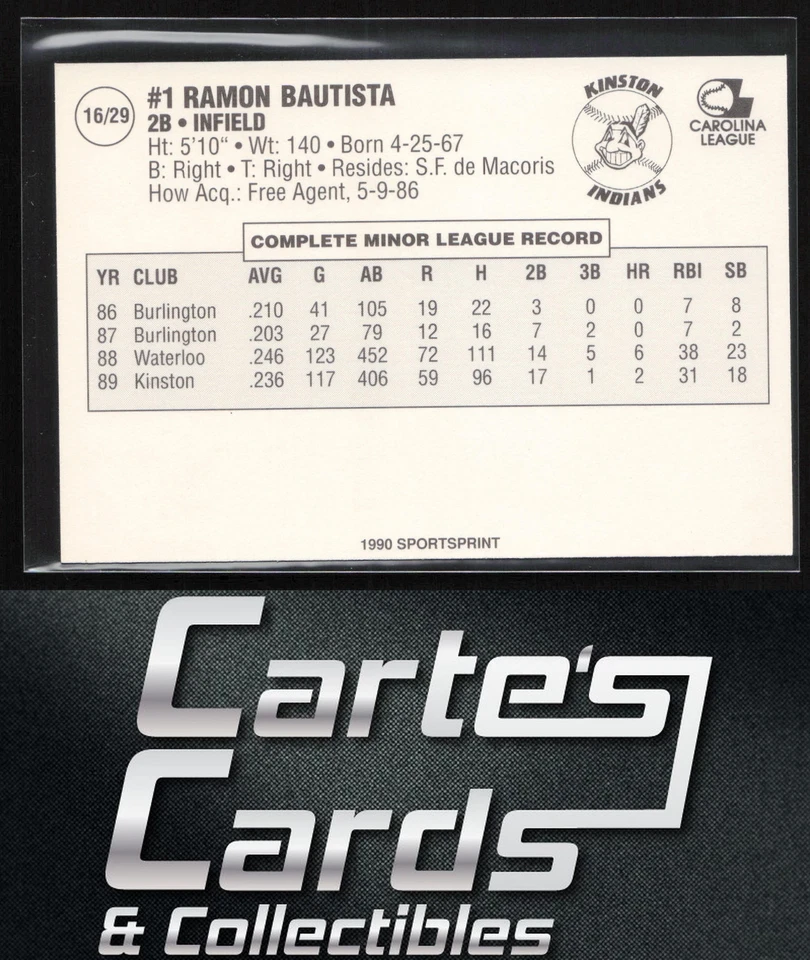 16/29
#1 RAMON BAUTISTA
2B • INFIELD
Ht: 5'10“ • Wt: 140 • Born 4-25-67
B: Right • T: Right • Resides: S.F. de Macoris
How Acq.: Free Agent, 5-9-86
KINSTON
INDIANS
CAROLINA
LEAGUE
COMPLETE MINOR LEAGUE RECORD
YR CLUB AVG G AB R H 2B 3B HR RBI SB
86 Burlington .210 41 105 19 22 3 0 0 7 8
87 Burlington .203 27 79 12 16 7 2 0 7 2
88 Waterloo .246 123 452 72 111 14 5 6 38 23
89 Kinston .236 117 406 59 96 17 1 2 31 18
1990 SPORTSPRINT
Carte's
Cards
& Collectibles